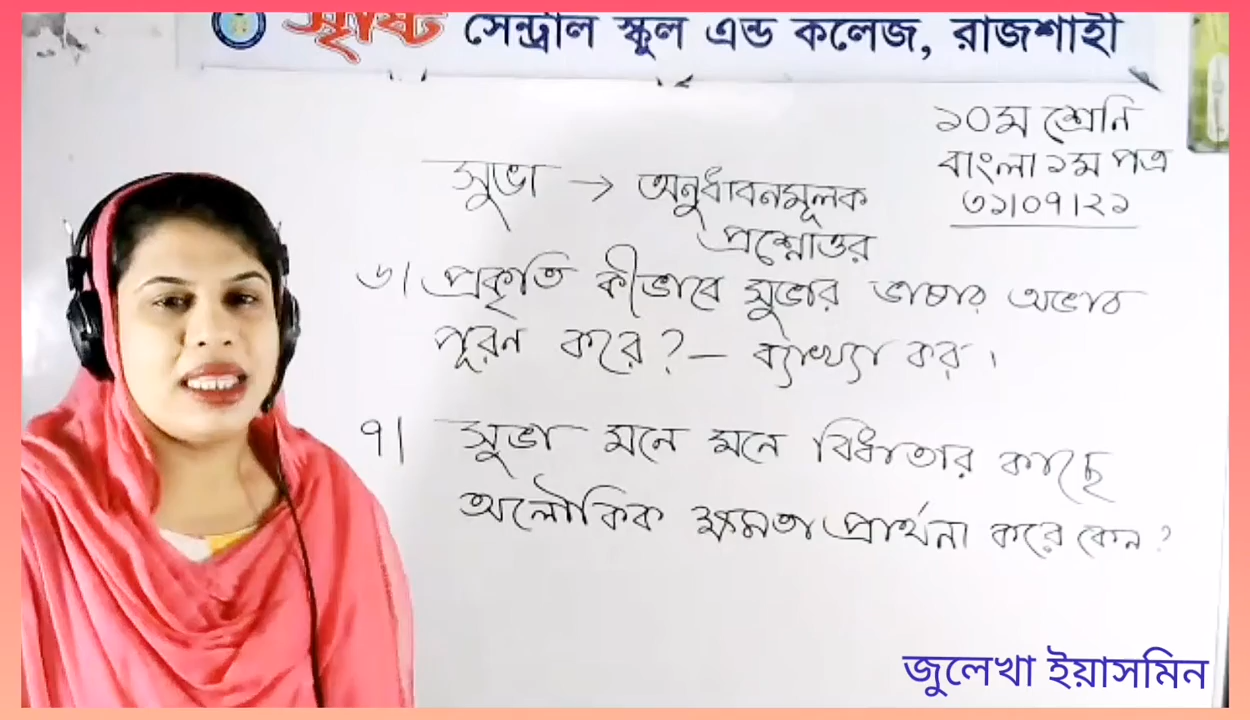 সৃষ্টি সেন্ট্রাল স্কুল এন্ড কলেজ, রাজশাহী
১০ম শ্রেনি
বাংলা ১ম পত্র
৩১।০৭।২১
সুভা → অনুধাবনমূলক
প্রশ্নোত্তর
৬। প্রকৃতি কীভাবে সুভার ভাষার অভাব
পূরন করে? – ব্যাখ্যা কর।
৭। সুভা মনে মনে বিধাতার কাছে
অলৌকিক ক্ষমতা প্রার্থনা করে কেন?
জুলেখা ইয়াসমিন